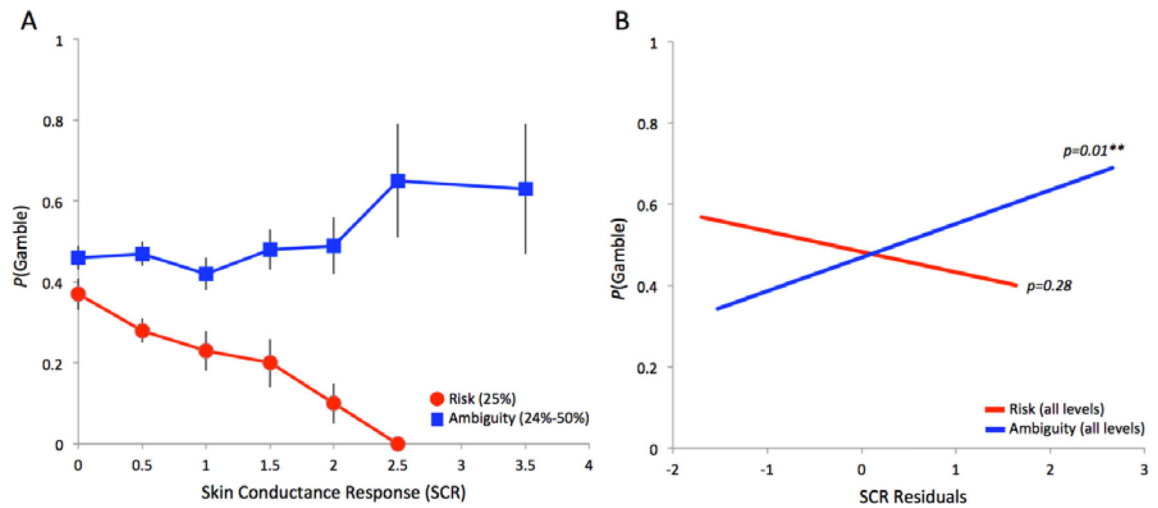 A
1
0.8
0.6
0.4
0.2
0
P(Gamble)
0 0.5 1 1.5 2 2.5 3 3.5 4
Skin Conductance Response (SCR)
Risk (25%)
Ambiguity (24%-50%)
B
1
0.8
0.6
0.4
0.2
0
P(Gamble)
p=0.01**
p=0.28
Risk (all levels)
Ambiguity (all levels)
-2 -1 0 1 2 3
SCR Residuals